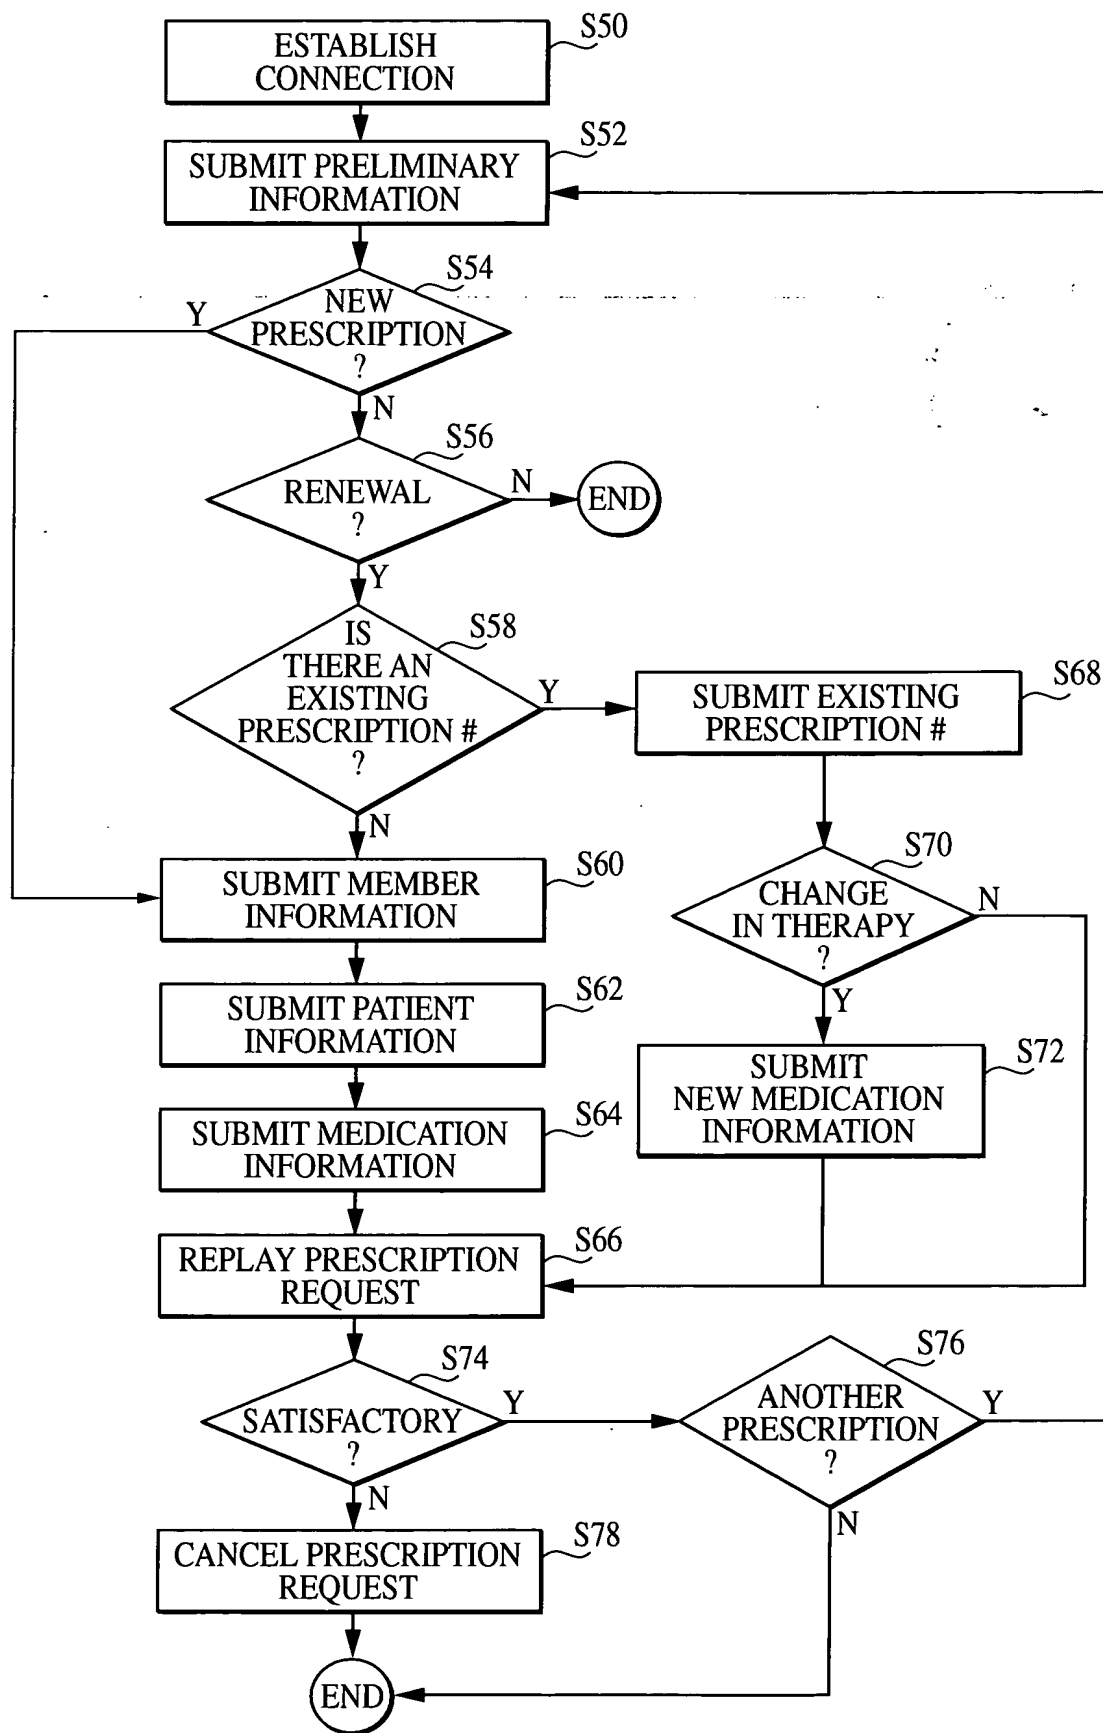 S50
ESTABLISH
CONNECTION
S52
SUBMIT PRELIMINARY
INFORMATION
S54
Y
NEW
PRESCRIPTION
?
N
S56
RENEWAL
?
N
END
Y
S58
IS
THERE AN
EXISTING
PRESCRIPTION #
?
Y
N
S68
SUBMIT EXISTING
PRESCRIPTION #
S60
SUBMIT MEMBER
INFORMATION
S70
CHANGE
IN THERAPY
?
N
Y
S62
SUBMIT PATIENT
INFORMATION
S72
SUBMIT
NEW MEDICATION
INFORMATION
S64
SUBMIT MEDICATION
INFORMATION
S66
REPLAY PRESCRIPTION
REQUEST
S74
SATISFACTORY
?
Y
N
S76
ANOTHER
PRESCRIPTION
?
Y
N
S78
CANCEL PRESCRIPTION
REQUEST
END